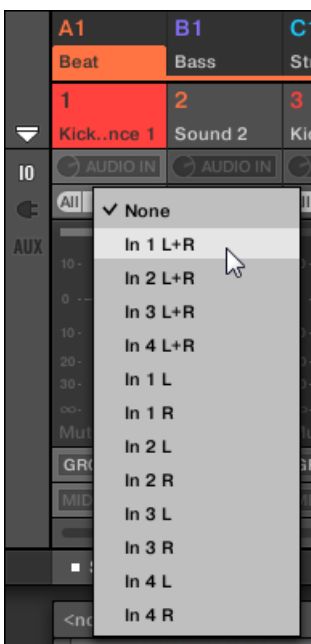 A1
B1
C
Beat
Bass
St
1
2
3
Kick..nce 1
Sound 2
Ki
IO
AUDIO IN
AUDIO IN
All
AUX
None
In 1 L+R
In 2 L+R
In 3 L+R
In 4 L+R
In 1 L
In 1 R
In 2 L
In 2 R
In 3 L
In 3 R
In 4 L
In 4 R
10-
0
10-
20-
30-
∞-
Mut
GRO
MID
S
<no